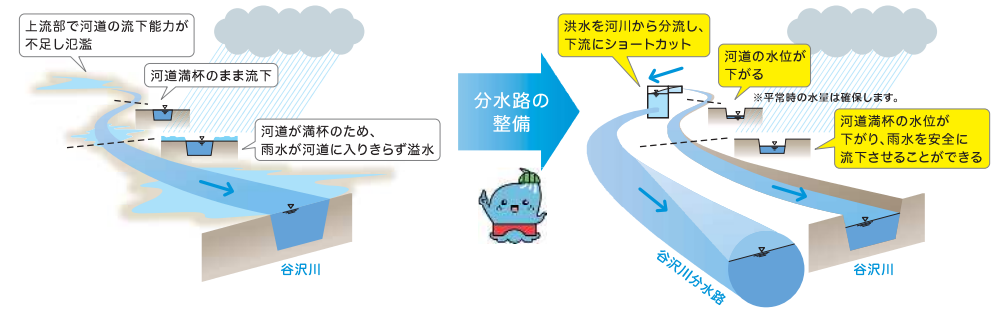 上流部で河道の流下能力が
不足し氾濫
河道満杯のまま流下
河道が満杯のため、
雨水が河道に入りきらず溢水
谷沢川
分水路の
整備
洪水を河川から分流し、
下流にショートカット
河道の水位が
下がる
※平常時の水量は確保します。
河道満杯の水位が
下がり、雨水を安全に
流下させることができる
谷沢川分水路
谷沢川